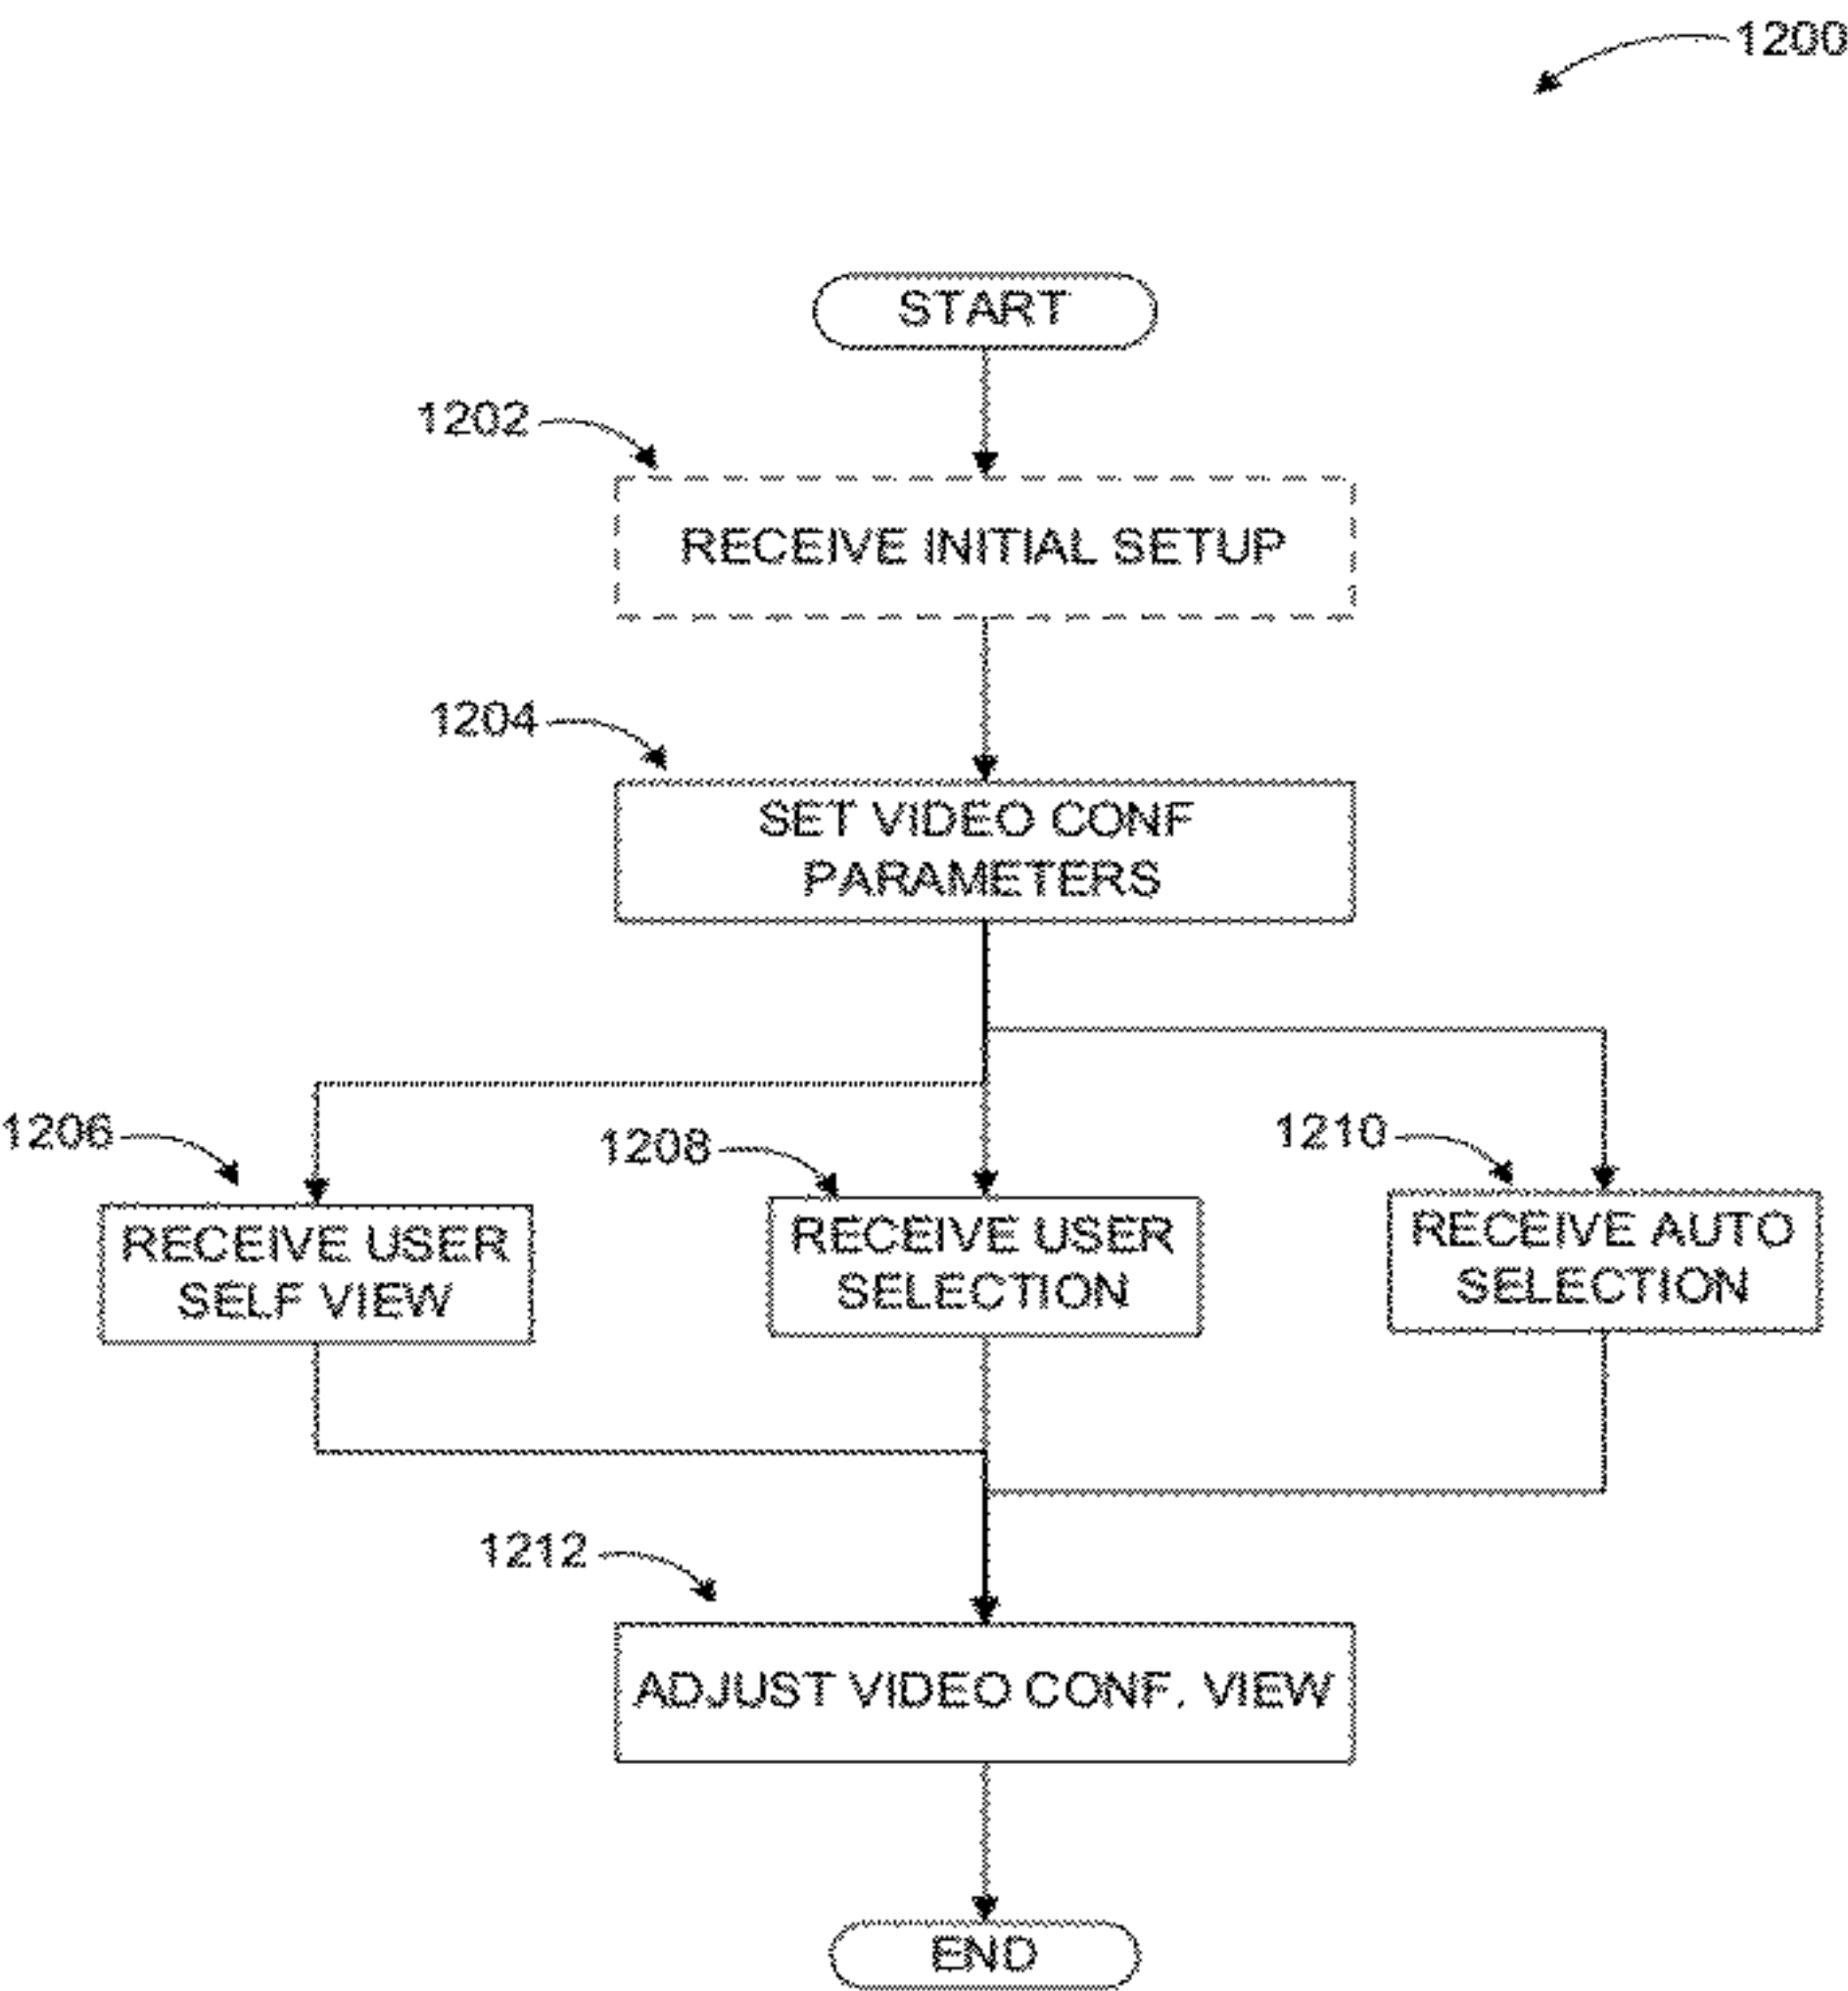 1200
START
1202
RECEIVE INITIAL SETUP
1204
SET VIDEO CONF
PARAMETERS
1206
RECEIVE USER
SELF VIEW
1208
RECEIVE USER
SELECTION
1210
RECEIVE AUTO
SELECTION
1212
ADJUST VIDEO CONF. VIEW
END